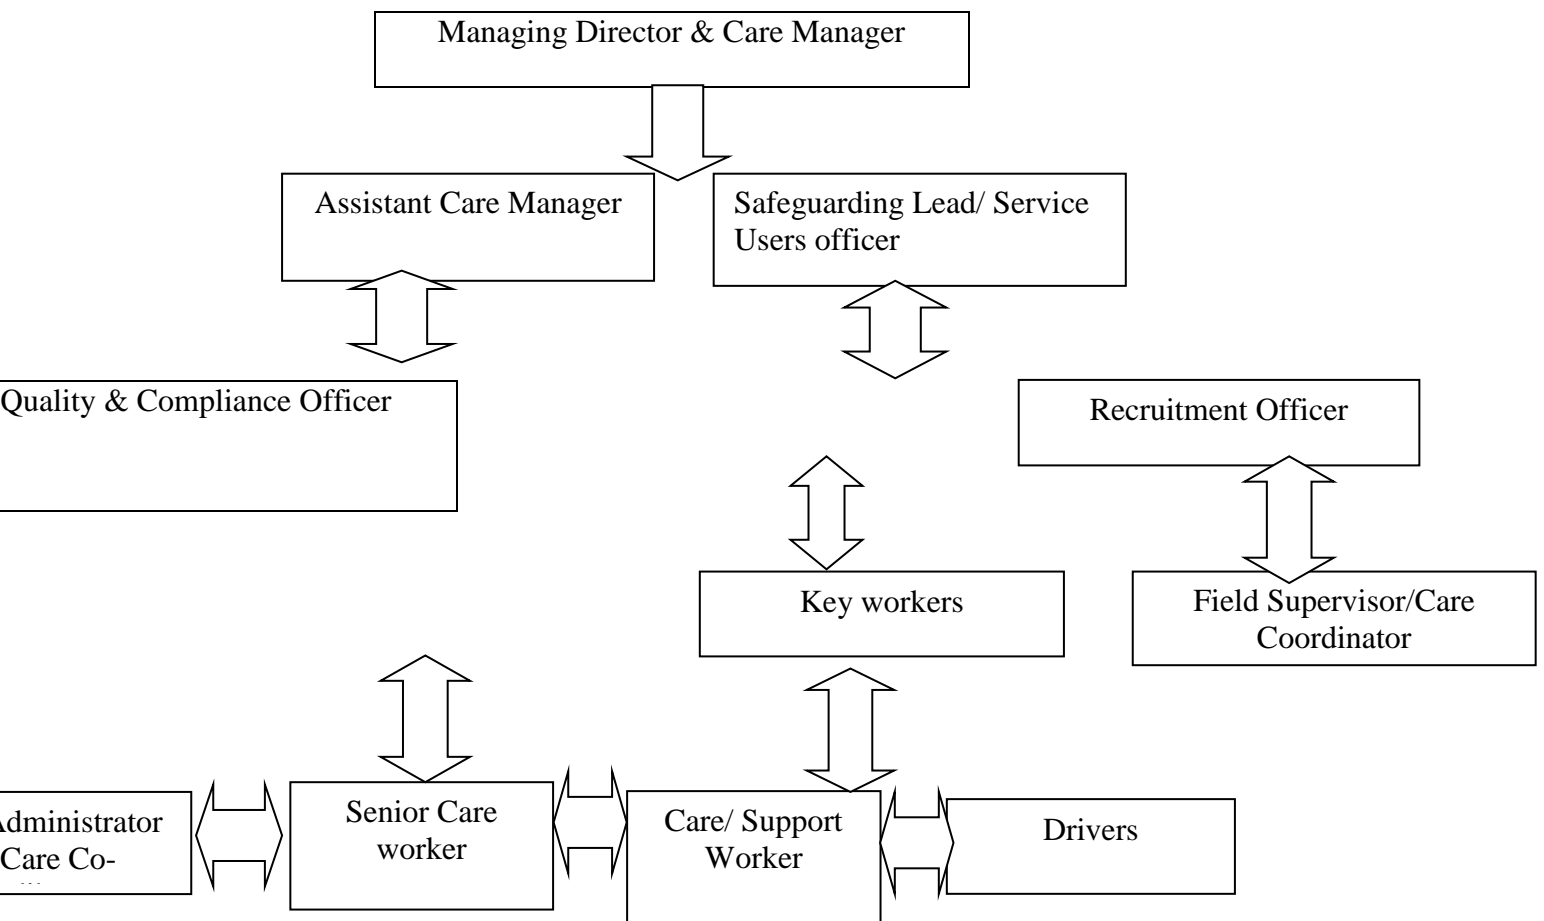 Managing Director & Care Manager
Assistant Care Manager
Safeguarding Lead/ Service
Users officer
Quality & Compliance Officer
Recruitment Officer
Key workers
Field Supervisor/Care
Coordinator
Administrator
Care Co-
Senior Care
worker
Care/ Support
Worker
Drivers